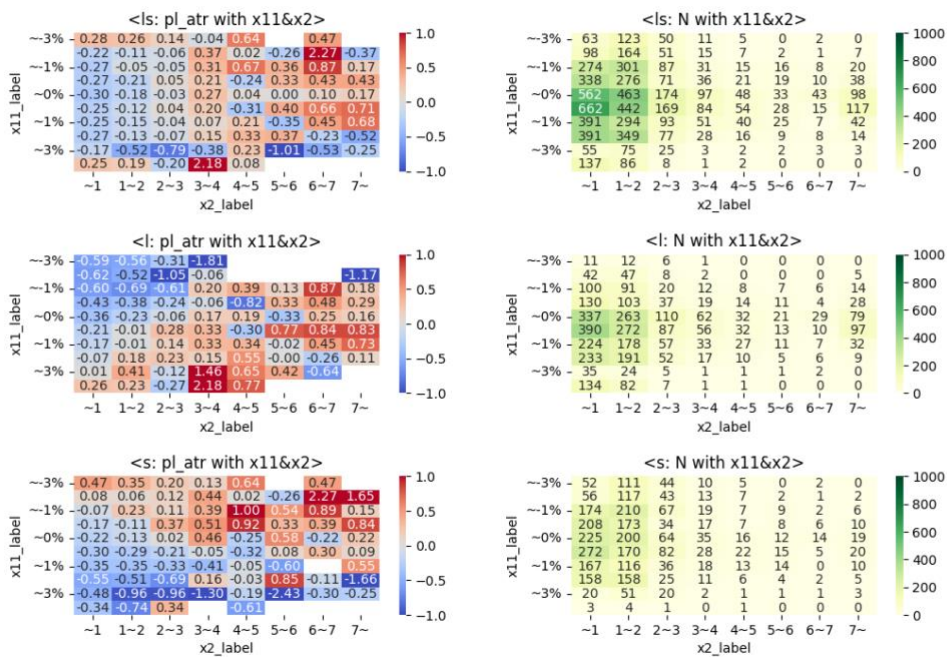 <ls: pl_atr with x11&x2>
x11_label
~-3% 0.28 0.26 0.14 -0.04 0.64 0.47
-0.22 -0.11 -0.06 0.37 0.02 -0.26 2.27 -0.37
~-1% -0.27 -0.05 -0.05 0.31 0.67 0.36 0.87 0.17
-0.27 -0.21 0.05 0.21 -0.24 0.33 0.43 0.43
~0% -0.30 -0.18 -0.03 0.27 0.04 0.00 0.10 0.17
-0.25 -0.12 0.04 0.20 -0.31 0.40 0.66 0.71
~1% -0.25 -0.15 -0.04 0.07 0.21 -0.35 0.45 0.68
-0.27 -0.13 -0.07 0.15 0.33 0.37 -0.23 -0.52
~3% -0.17 -0.52 -0.79 -0.38 0.23 -1.01 -0.53 -0.25
0.25 0.19 -0.20 2.18 0.08
~1 1~2 2~3 3~4 4~5 5~6 6~7 7~
x2_label
1.0
0.5
0.0
−0.5
−1.0
<ls: N with x11&x2>
x11_label
~-3% 63 123 50 11 5 0 2 0
98 164 51 15 7 2 1 7
~-1% 274 301 87 31 15 16 8 20
338 276 71 36 21 19 10 38
~0% 562 463 174 97 48 33 43 98
662 442 169 84 54 28 15 117
~1% 391 294 93 51 40 25 7 42
391 349 77 28 16 9 8 14
~3% 55 75 25 3 2 2 3 3
137 86 8 1 2 0 0 0
~1 1~2 2~3 3~4 4~5 5~6 6~7 7~
x2_label
1000
800
600
400
200
0
<l: pl_atr with x11&x2>
x11_label
~-3% -0.59 -0.56 -0.31 -1.81
-0.62 -0.52 -1.05 -0.06 -1.17
~-1% -0.60 -0.69 -0.61 0.20 0.39 0.13 0.87 0.18
-0.43 -0.38 -0.24 -0.06 -0.82 0.33 0.48 0.29
~0% -0.36 -0.23 -0.06 0.17 0.19 -0.33 0.25 0.16
-0.21 -0.01 0.28 0.33 -0.30 0.77 0.84 0.83
~1% -0.17 -0.01 0.14 0.33 0.34 -0.02 0.45 0.73
-0.07 0.18 0.23 0.15 0.55 -0.00 -0.26 0.11
~3% 0.01 0.41 -0.12 1.46 0.65 0.42 -0.64
0.26 0.23 -0.27 2.18 0.77
~1 1~2 2~3 3~4 4~5 5~6 6~7 7~
x2_label
1.0
0.5
0.0
−0.5
−1.0
<l: N with x11&x2>
x11_label
~-3% 11 12 6 1 0 0 0 0
42 47 8 2 0 0 0 5
~-1% 100 91 20 12 8 7 6 14
130 103 37 19 14 11 4 28
~0% 337 263 110 62 32 21 29 79
390 272 87 56 32 13 10 97
~1% 224 178 57 33 27 11 7 32
233 191 52 17 10 5 6 9
~3% 35 24 5 1 1 1 2 0
134 82 7 1 1 0 0 0
~1 1~2 2~3 3~4 4~5 5~6 6~7 7~
x2_label
1000
800
600
400
200
0
<s: pl_atr with x11&x2>
x11_label
~-3% 0.47 0.35 0.20 0.13 0.64 0.47
0.08 0.06 0.12 0.44 0.02 -0.26 2.27 1.65
~-1% -0.07 0.23 0.11 0.39 1.00 0.54 0.89 0.15
-0.17 -0.11 0.37 0.51 0.92 0.33 0.39 0.84
~0% -0.22 -0.13 0.02 0.46 -0.25 0.58 -0.22 0.22
-0.30 -0.29 -0.21 -0.05 -0.32 0.08 0.30 0.09
~1% -0.35 -0.35 -0.33 -0.41 -0.05 -0.60 0.55
-0.55 -0.51 -0.69 0.16 -0.03 0.85 -0.11 -1.66
~3% -0.48 -0.96 -0.96 -1.30 -0.19 -2.43 -0.30 -0.25
-0.34 -0.74 0.34 -0.61
~1 1~2 2~3 3~4 4~5 5~6 6~7 7~
x2_label
1.0
0.5
0.0
−0.5
−1.0
<s: N with x11&x2>
x11_label
~-3% 52 111 44 10 5 0 2 0
56 117 43 13 7 2 1 2
~-1% 174 210 67 19 7 9 2 6
208 173 34 17 7 8 6 10
~0% 225 200 64 35 16 12 14 19
272 170 82 28 22 15 5 20
~1% 167 116 36 18 13 14 0 10
158 158 25 11 6 4 2 5
~3% 20 51 20 2 1 1 1 3
3 4 1 0 1 0 0 0
~1 1~2 2~3 3~4 4~5 5~6 6~7 7~
x2_label
1000
800
600
400
200
0